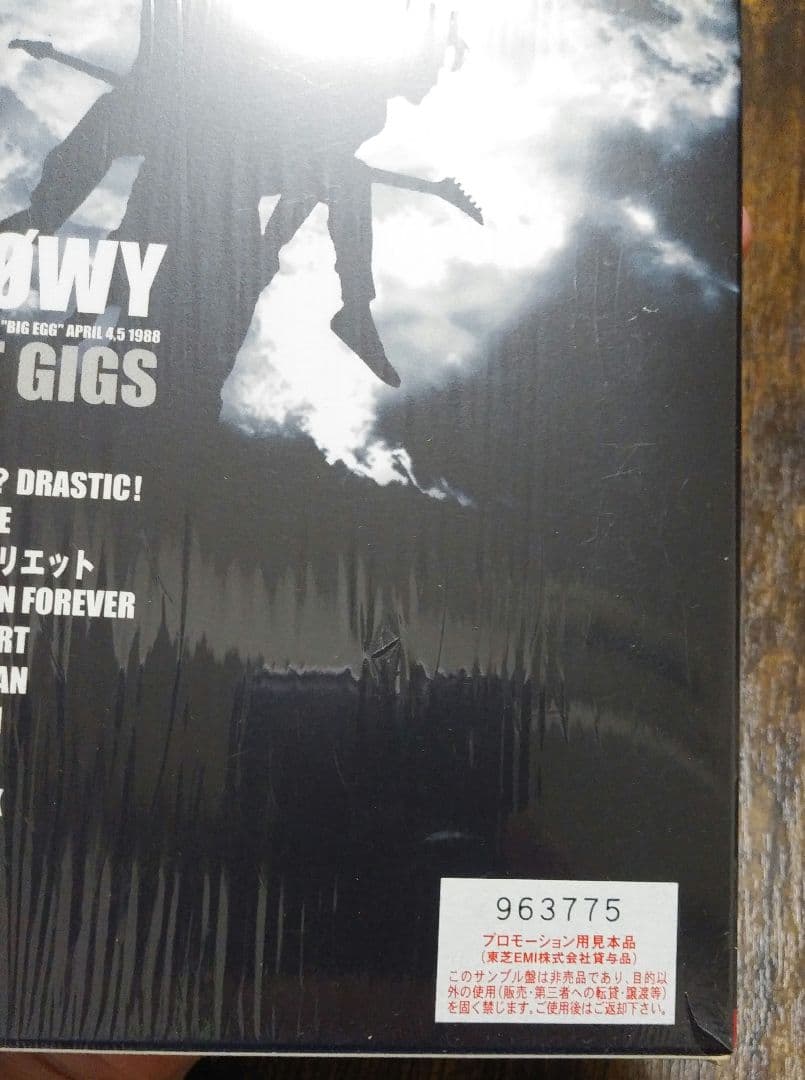 ØWY
"BIG EGG" APRIL 4,5 1988
GIGS
? DRASTIC!
E
リエット
N FOREVER
RT
AN
963775
プロモーション用見本品
(東芝EMI株式会社貸与品)
このサンプル盤は非売品であり、目的以
外の使用(販売・第三者への転貸・譲渡等)
を固く禁じます。ご使用後はご返却下さい。